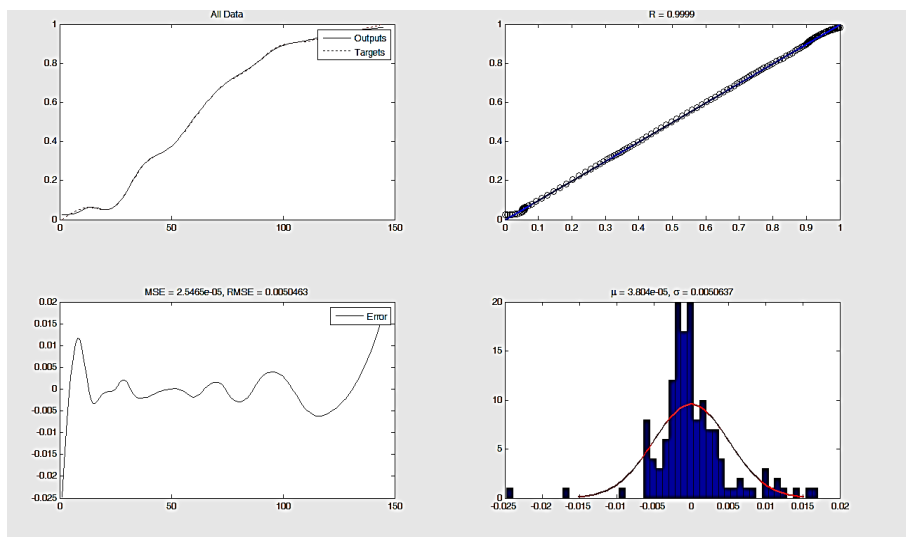 All Data
1
0.8
0.6
0.4
0.2
0
0 50 100 150
Outputs
Targets
R = 0.9999
1
0.8
0.6
0.4
0.2
0
0 0.1 0.2 0.3 0.4 0.5 0.6 0.7 0.8 0.9 1
MSE = 2.5465e-05, RMSE = 0.0050463
0.02
0.015
0.01
0.005
0
-0.005
-0.01
-0.015
-0.02
-0.025
0 50 100 150
Error
μ = 3.804e-05, σ = 0.0050637
20
15
10
5
0
-0.025 -0.02 -0.015 -0.01 -0.005 0 0.005 0.01 0.015 0.02